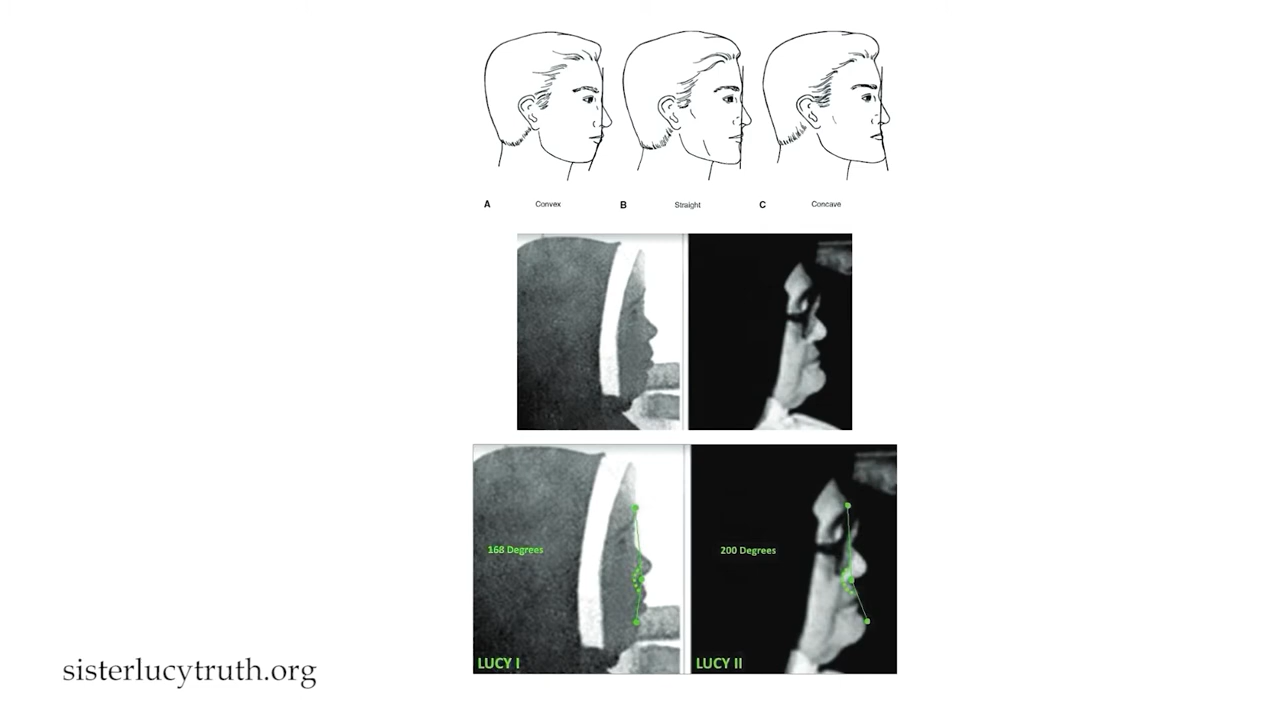 A Convex B Straight C Concave
168 Degrees 200 Degrees
LUCY I LUCY II
sisterlucytruth.org